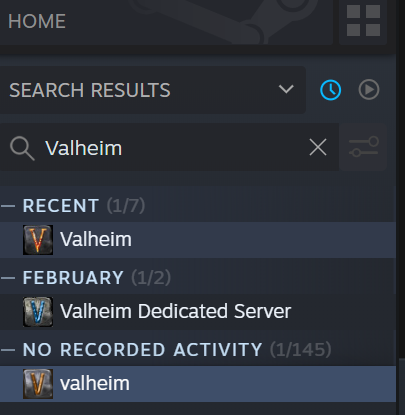 HOME
SEARCH RESULTS
Valheim
RECENT (1/7)
Valheim
FEBRUARY (1/2)
Valheim Dedicated Server
NO RECORDED ACTIVITY (1/145)
valheim